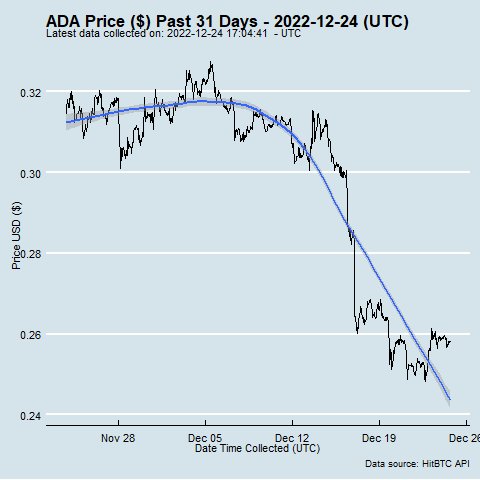 ADA Price ($) Past 31 Days - 2022-12-24 (UTC)
Latest data collected on: 2022-12-24 17:04:41 - UTC
0.32
0.30
0.28
0.26
0.24
Price USD ($)
Nov 28 Dec 05 Dec 12 Dec 19 Dec 26
Date Time Collected (UTC)
Data source: HitBTC API